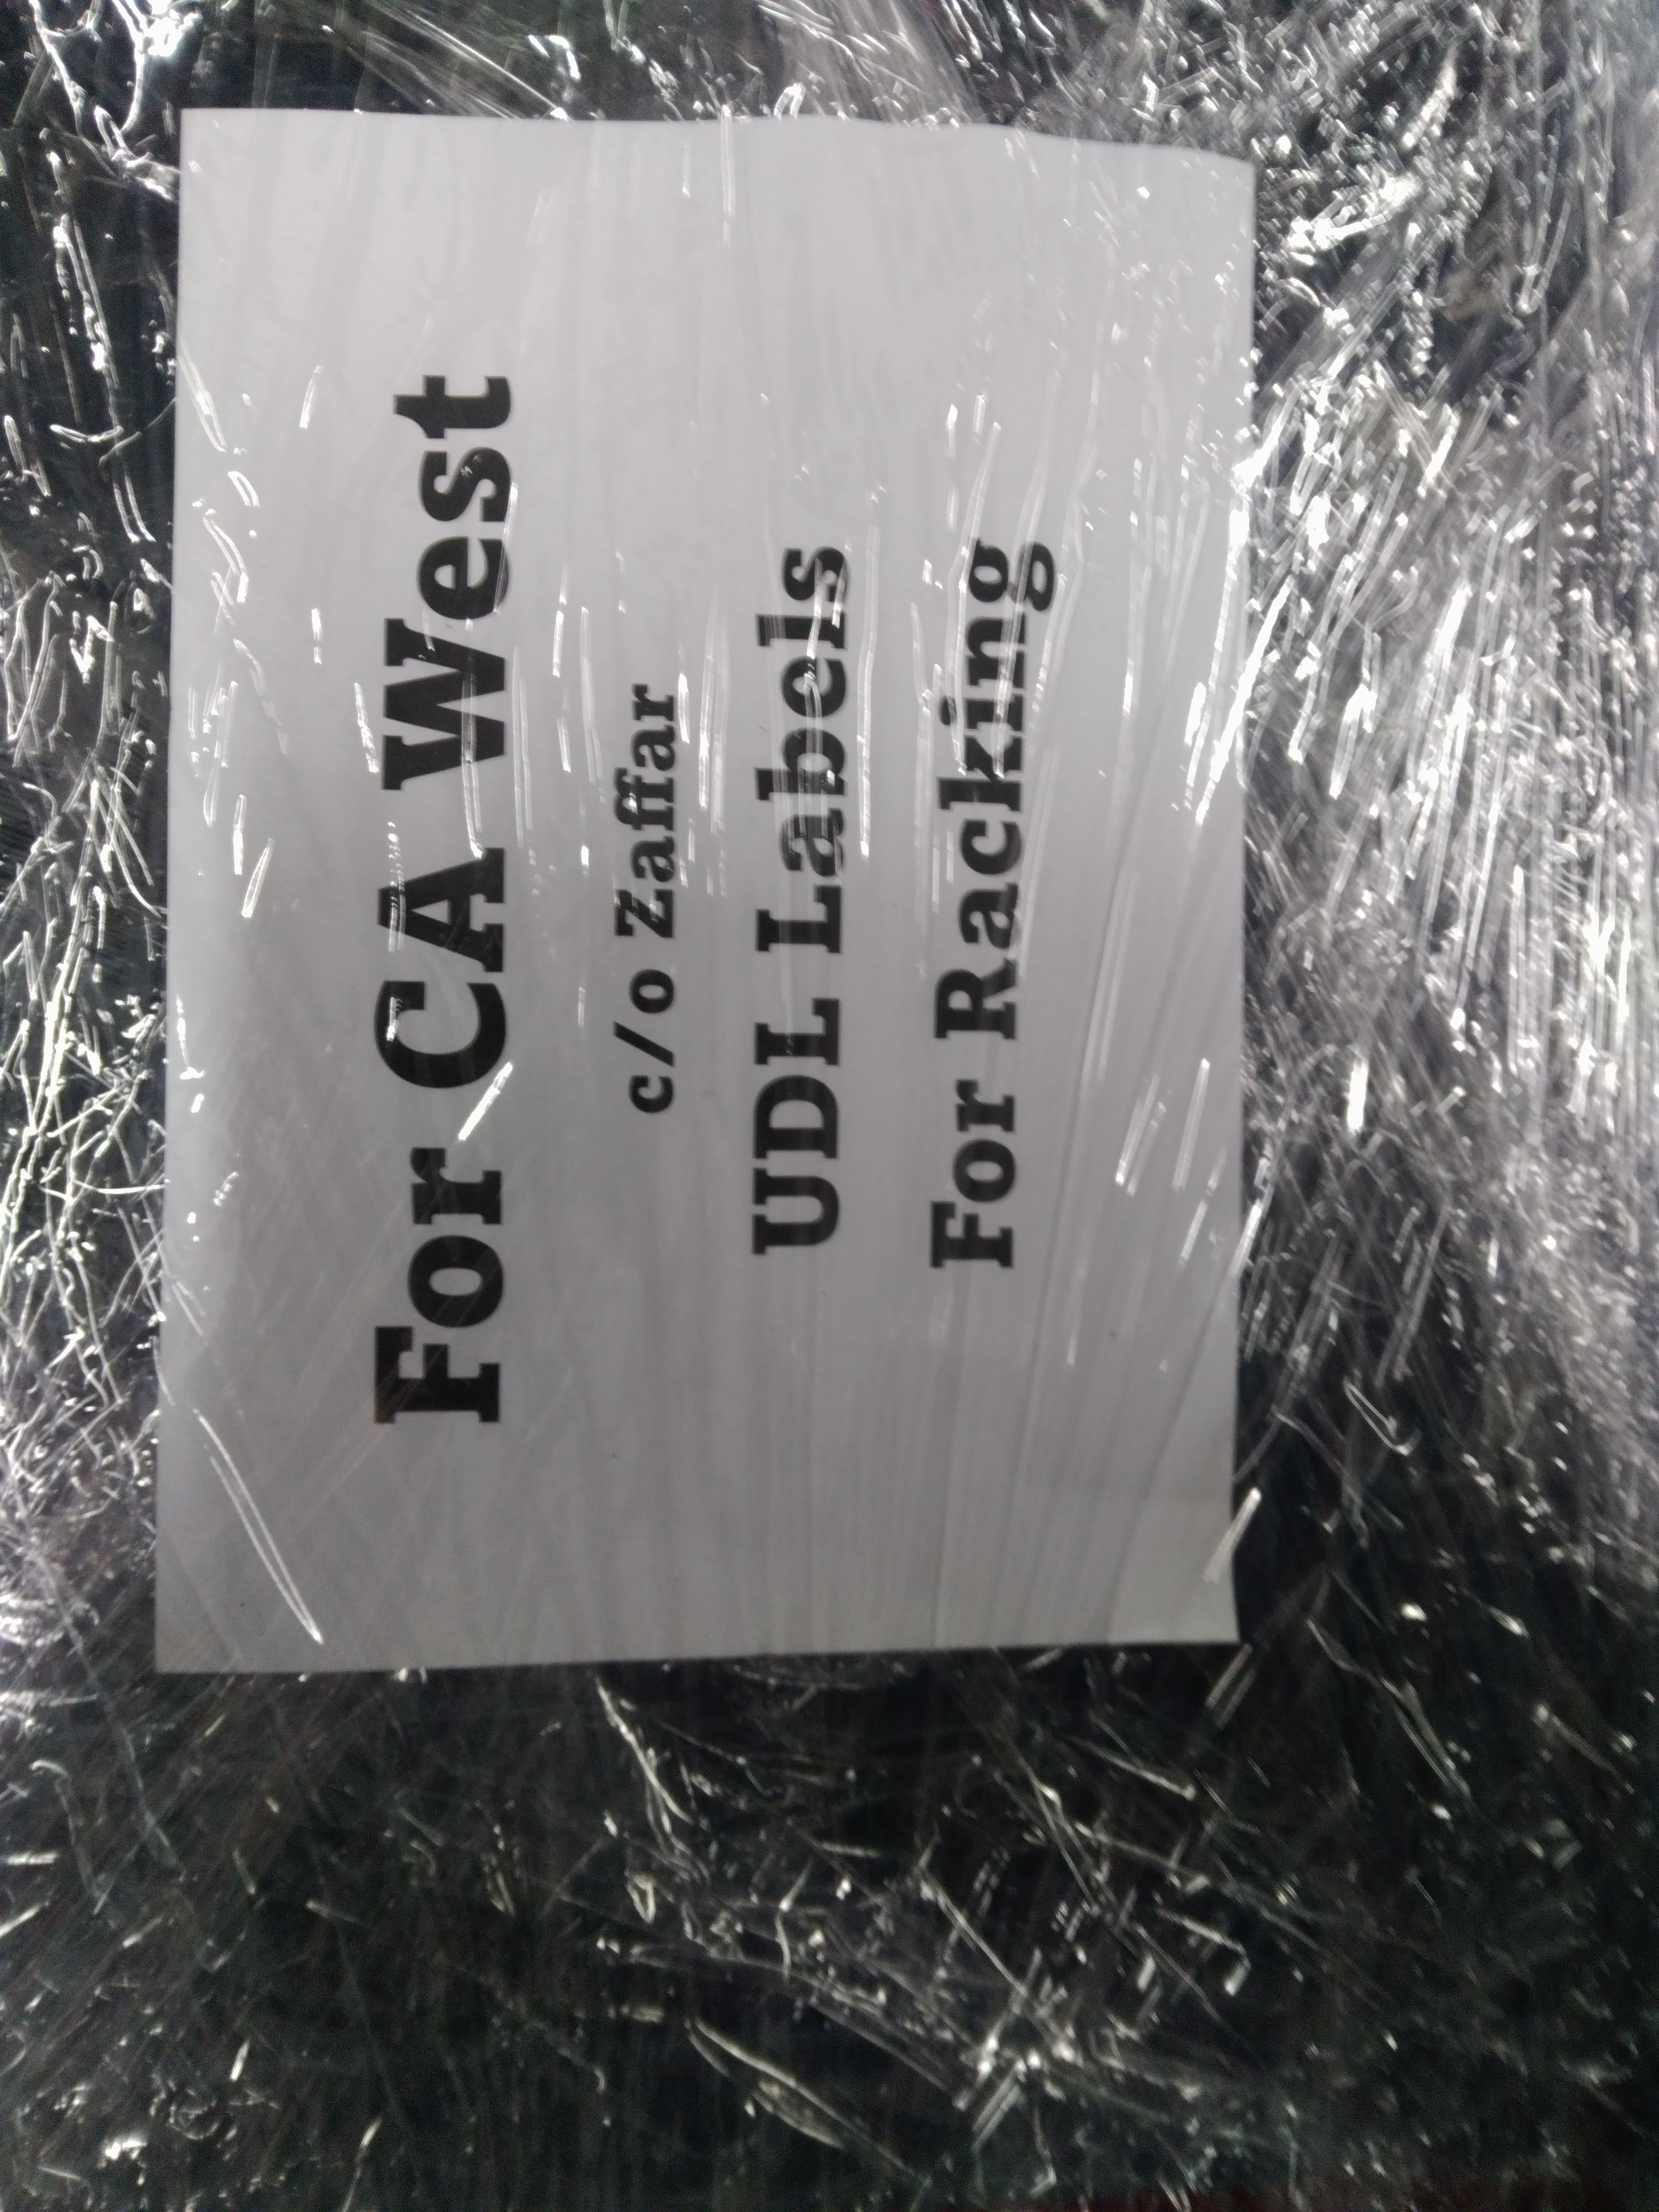 For CA West
c/o Zaffar
UDL Labels
For Racking